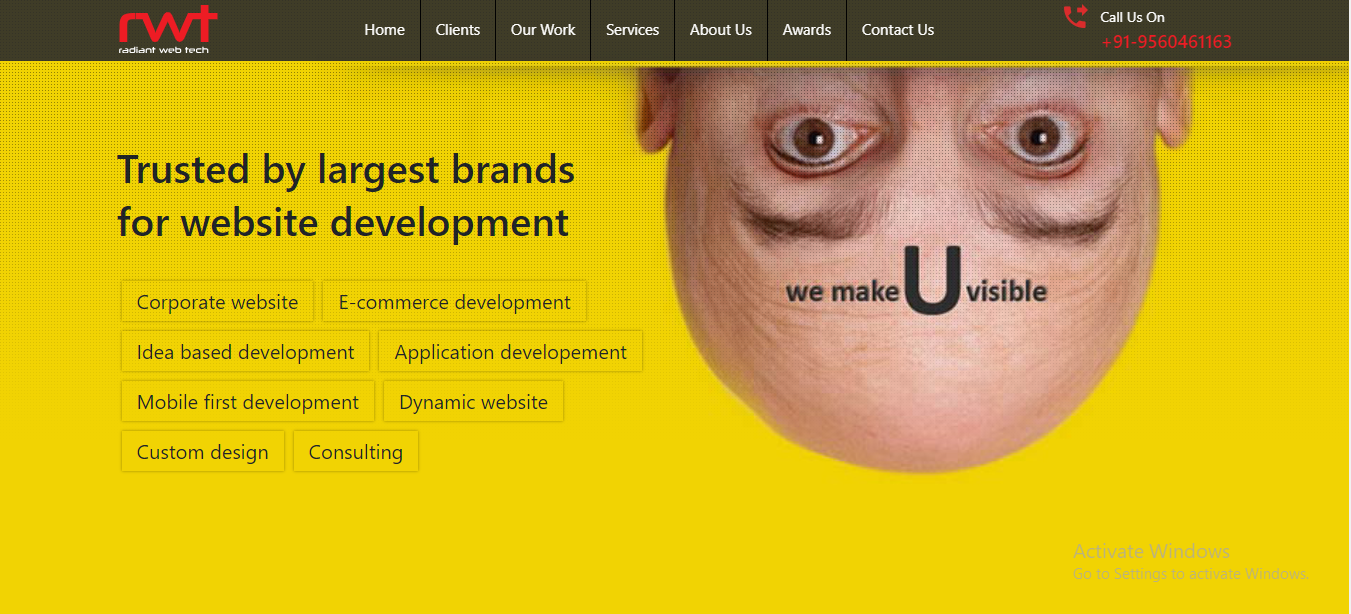 rwt
radiant web tech
Home Clients Our Work Services About Us Awards Contact Us
Call Us On
+91-9560461163
Trusted by largest brands
for website development
Corporate website E-commerce development
Idea based development Application developement
Mobile first development Dynamic website
Custom design Consulting
we make U visible
Activate Windows
Go to Settings to activate Windows.